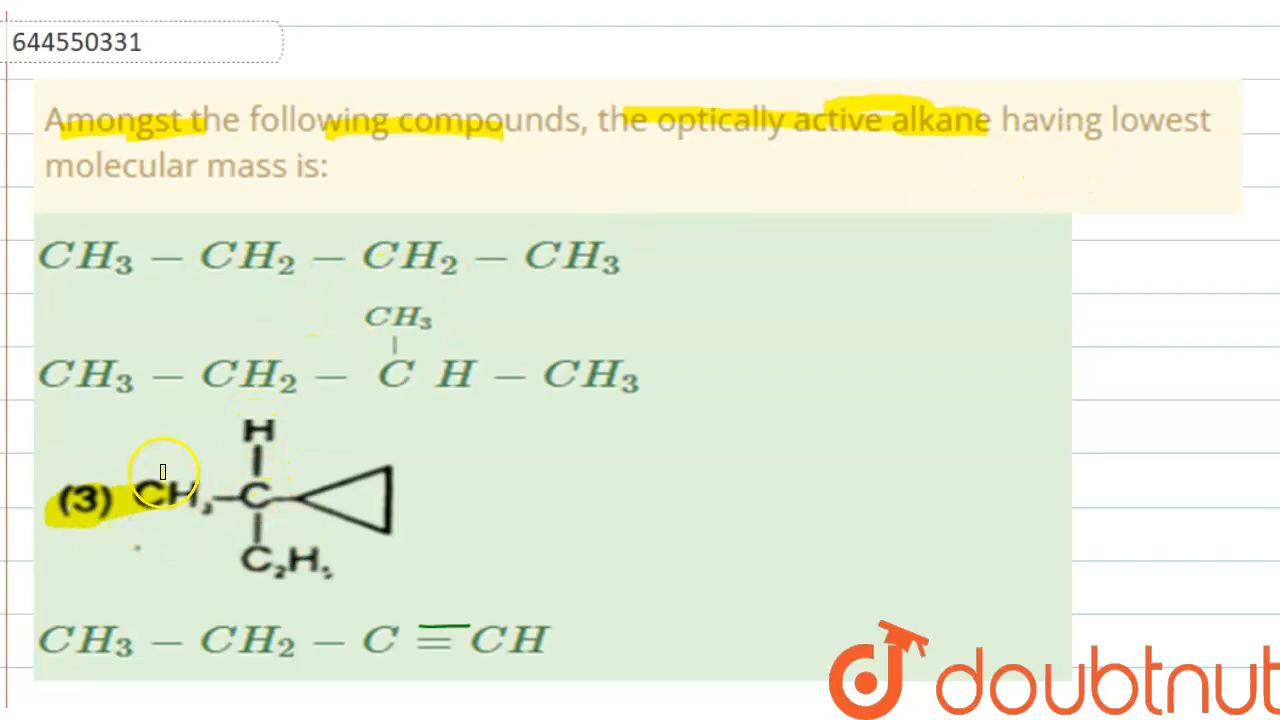 644550331
Amongst the following compounds, the optically active alkane having lowest
molecular mass is:
CH₃ − CH₂ − CH₂ − CH₃
CH₃
|
CH₃ − CH₂ − C H − CH₃
H
(3) CH₃-C-
C₂H₅
CH₃ − CH₂ − C ≡ CH
doubtnut